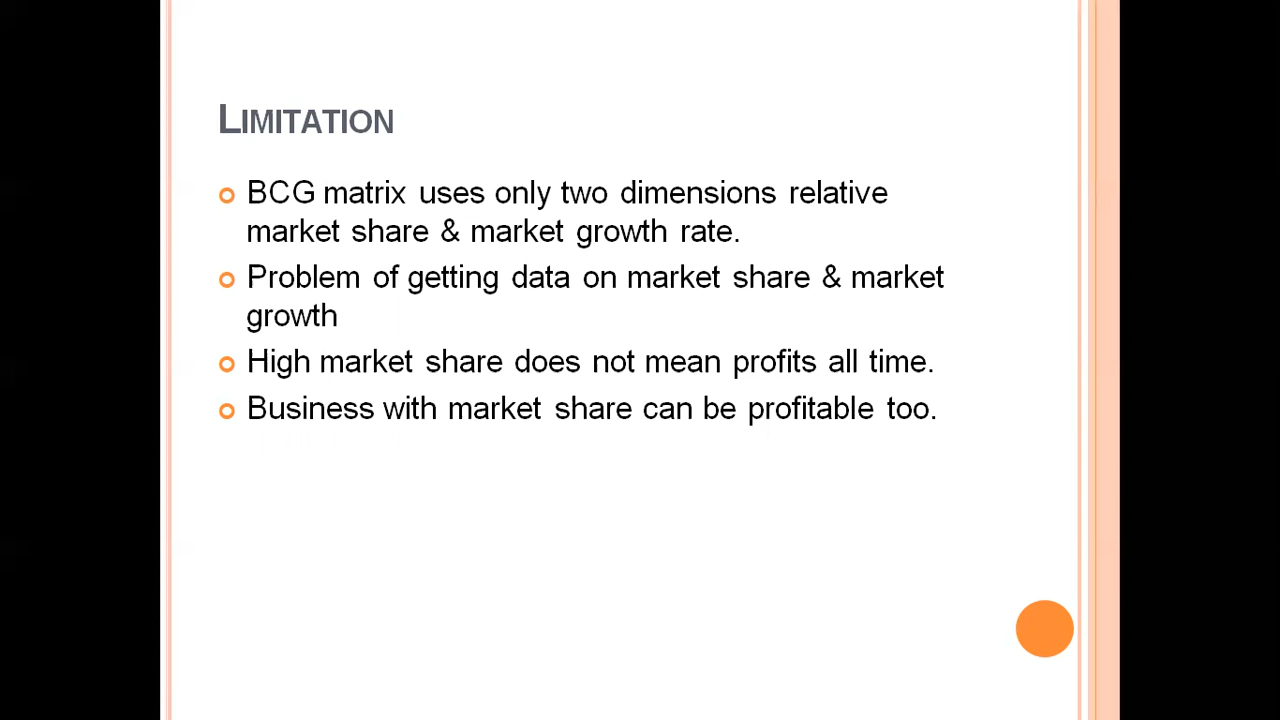 LIMITATION
BCG matrix uses only two dimensions relative
market share & market growth rate.
Problem of getting data on market share & market
growth
High market share does not mean profits all time.
Business with market share can be profitable too.